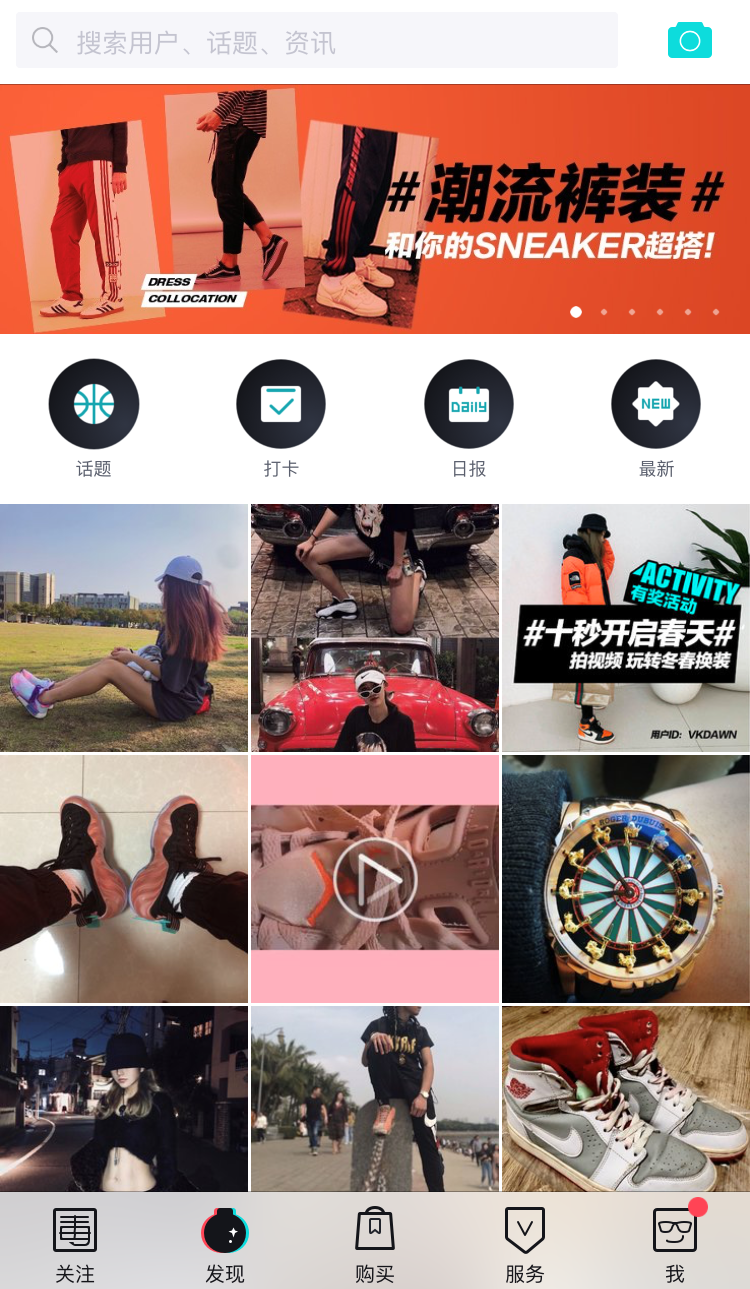 搜索用户、话题、资讯
#潮流裤装#
和你的SNEAKER超搭!
DRESS
COLLOCATION
话题
打卡
Daily
日报
NEW
最新
ACTIVITY
有奖活动
#十秒开启春天#
拍视频 玩转冬春换装
用户ID: VKDAWN
ROGER DUBUIS
毒
关注
发现
购买
服务
我